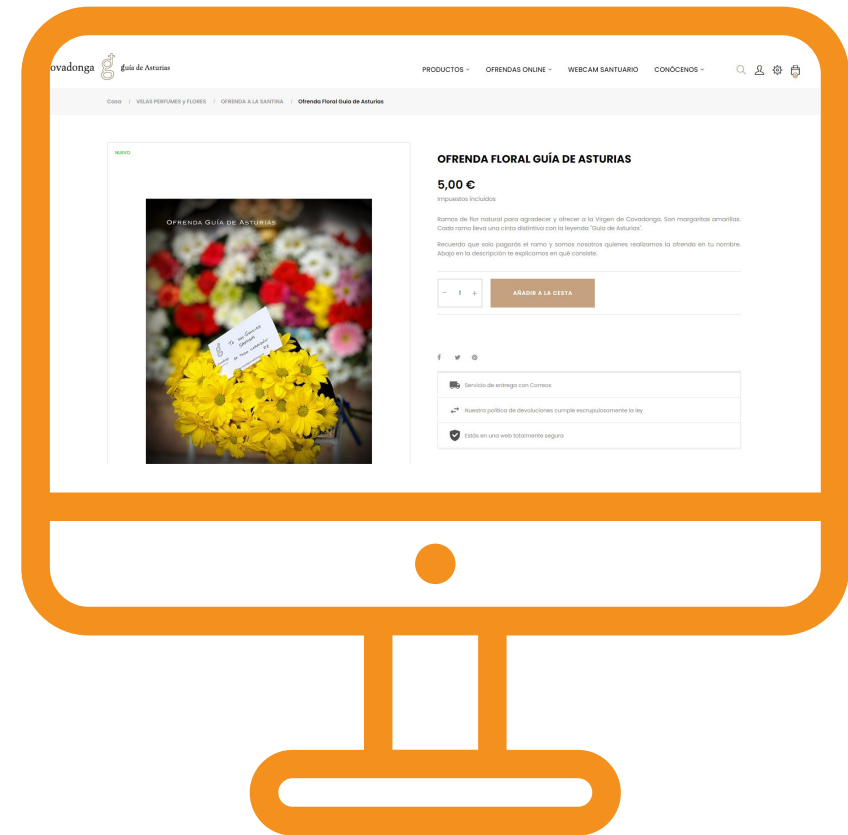 ovadonga guía de Asturias
PRODUCTOS OFRENDAS ONLINE WEBCAM SANTUARIO CONÓCENOS
Casa / VELAS PERFUMES y FLORES / OFRENDA A LA SANTINA / Ofrenda Floral Guía de Asturias
NUEVO
OFRENDA GUÍA DE ASTURIAS
OFRENDA FLORAL GUÍA DE ASTURIAS
5,00 €
Impuestos incluidos
Ramos de flor natural para agradecer y ofrecer a la Virgen de Covadonga. Son margaritas amarillas.
Cada ramo lleva una cinta distintiva con la leyenda "Guía de Asturias".
Recuerda que solo pagarás el ramo y somos nosotros quienes realizamos la ofrenda en tu nombre.
Abajo en la descripción te explicamos en qué consiste.
- 1 +
AÑADIR A LA CESTA
Servicio de entrega con Correos
Nuestra política de devoluciones cumple escrupulosamente la ley
Estás en una web totalmente segura